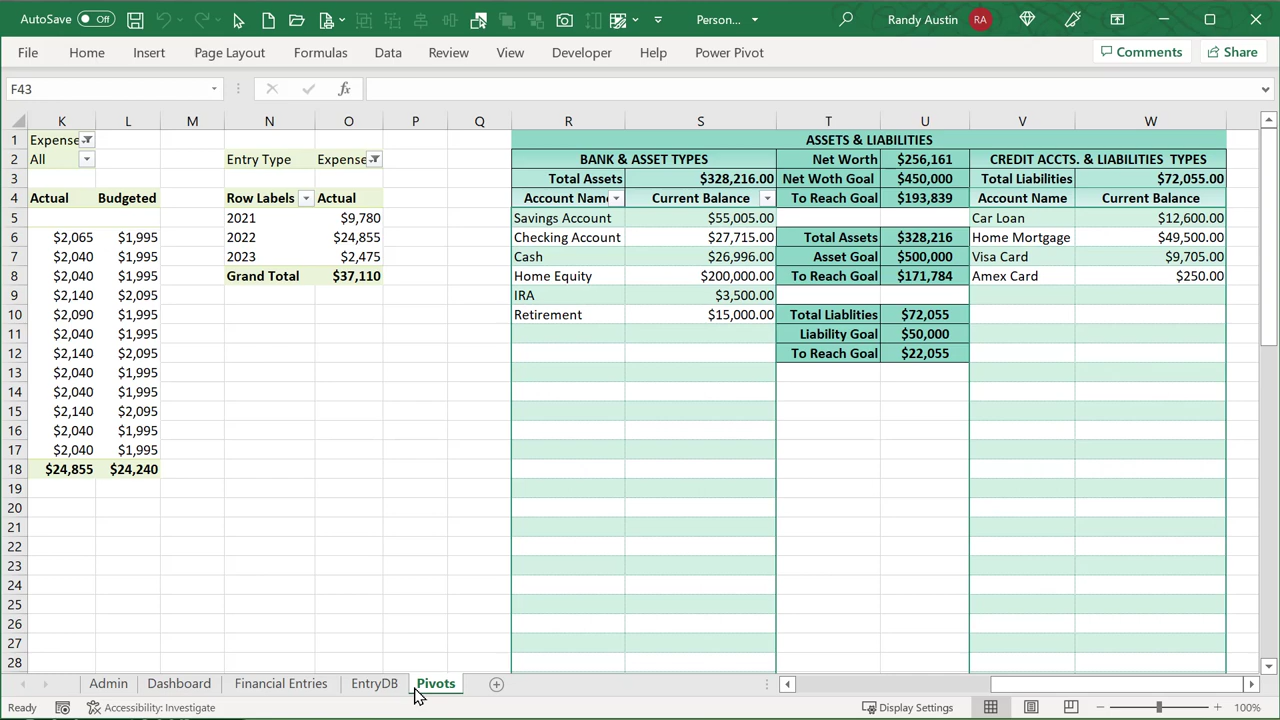 AutoSave Off Person... Randy Austin RA
File Home Insert Page Layout Formulas Data Review View Developer Help Power Pivot Comments Share
F43 fx
K L M N O P Q R S T U V W
1 Expense ASSETS & LIABILITIES
2 All Entry Type Expense BANK & ASSET TYPES Net Worth $256,161 CREDIT ACCTS. & LIABILITIES TYPES
3 Total Assets $328,216.00 Net Woth Goal $450,000 Total Liabilities $72,055.00
4 Actual Budgeted Row Labels Actual Account Name Current Balance To Reach Goal $193,839 Account Name Current Balance
5 2021 $9,780 Savings Account $55,005.00 Car Loan $12,600.00
6 $2,065 $1,995 2022 $24,855 Checking Account $27,715.00 Total Assets $328,216 Home Mortgage $49,500.00
7 $2,040 $1,995 2023 $2,475 Cash $26,996.00 Asset Goal $500,000 Visa Card $9,705.00
8 $2,040 $1,995 Grand Total $37,110 Home Equity $200,000.00 To Reach Goal $171,784 Amex Card $250.00
9 $2,140 $2,095 IRA $3,500.00
10 $2,090 $1,995 Retirement $15,000.00 Total Liablities $72,055
11 $2,040 $1,995 Liability Goal $50,000
12 $2,140 $2,095 To Reach Goal $22,055
13 $2,040 $1,995
14 $2,040 $1,995
15 $2,140 $2,095
16 $2,040 $1,995
17 $2,040 $1,995
18 $24,855 $24,240
19
20
21
22
23
24
25
26
27
28
Admin Dashboard Financial Entries EntryDB Pivots
Ready Accessibility: Investigate Display Settings 100%